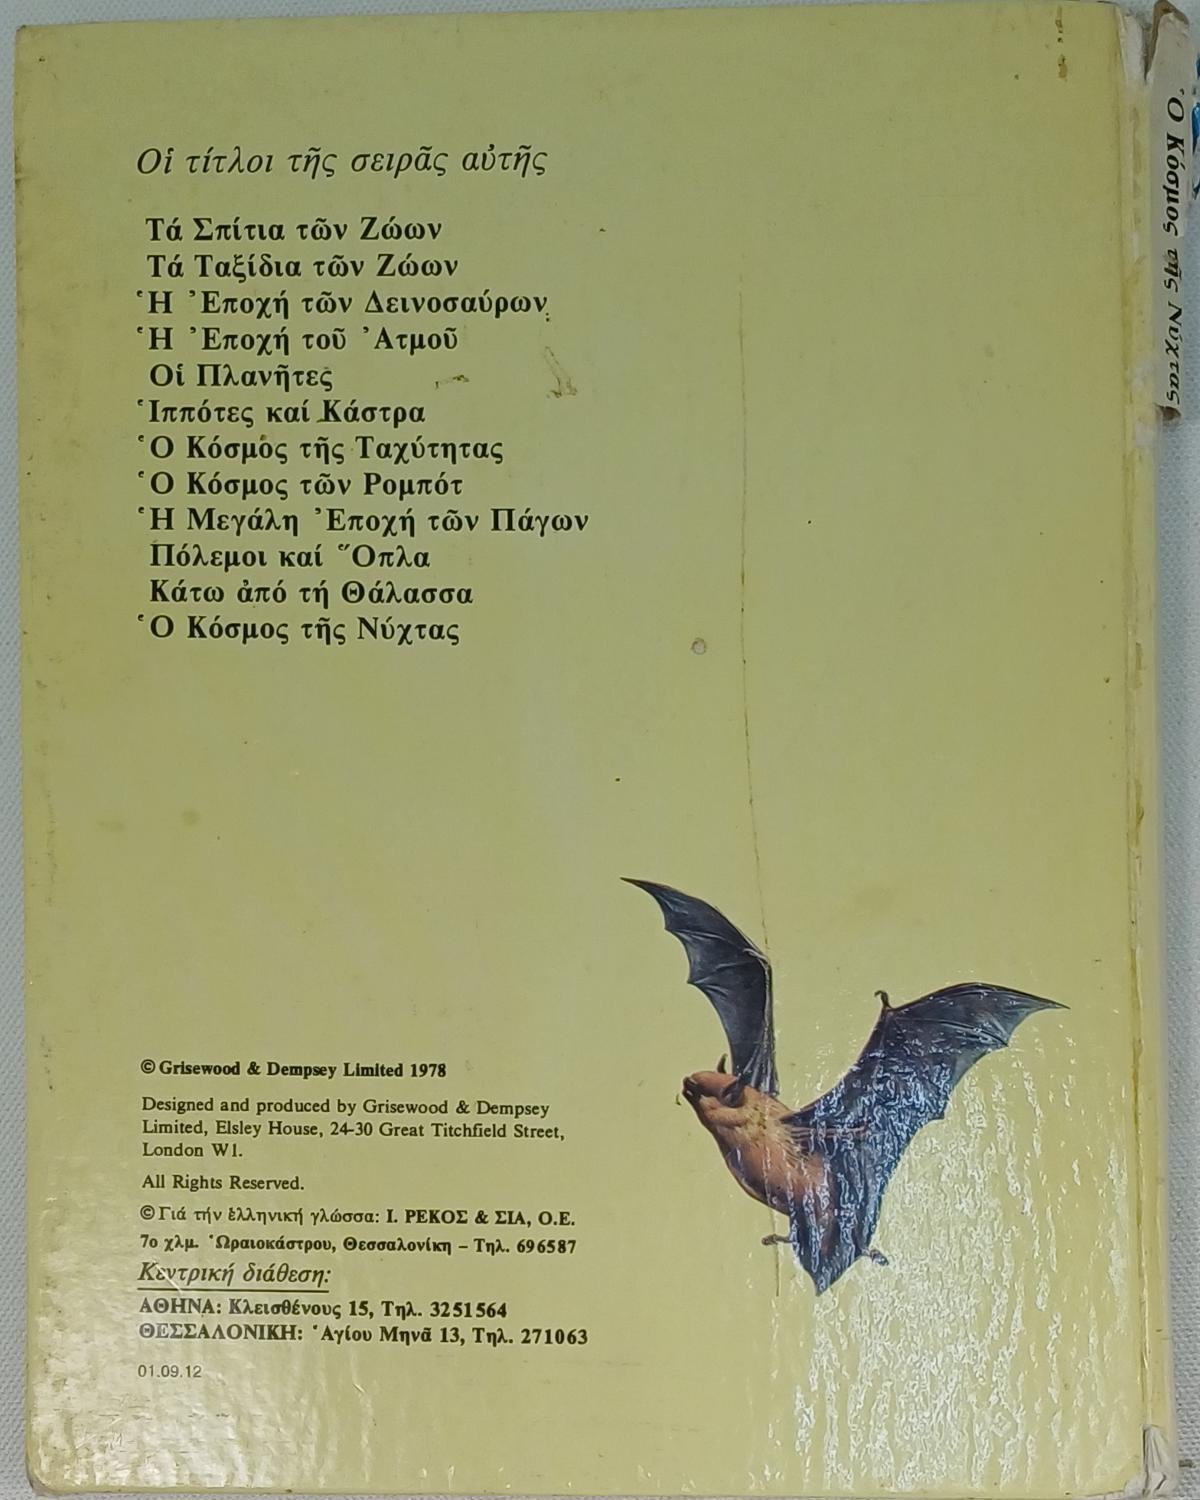 Οἱ τίτλοι τῆς σειρᾶς αὐτῆς
Τά Σπίτια τῶν Ζώων
Τά Ταξίδια τῶν Ζώων
Ἡ Ἐποχή τῶν Δεινοσαύρων
Ἡ Ἐποχή τοῦ Ἀτμοῦ
Οἱ Πλανῆτες
Ἱππότες καί Κάστρα
Ὁ Κόσμος τῆς Ταχύτητας
Ὁ Κόσμος τῶν Ρομπότ
Ἡ Μεγάλη Ἐποχή τῶν Πάγων
Πόλεμοι καί Ὅπλα
Κάτω ἀπό τή Θάλασσα
Ὁ Κόσμος τῆς Νύχτας
© Grisewood & Dempsey Limited 1978
Designed and produced by Grisewood & Dempsey
Limited, Elsley House, 24-30 Great Titchfield Street,
London W1.
All Rights Reserved.
© Γιά τήν ἑλληνική γλώσσα: Ι. ΡΕΚΟΣ & ΣΙΑ, Ο.Ε.
7ο χλμ. Ὡραιοκάστρου, Θεσσαλονίκη – Τηλ. 696587
Κεντρική διάθεση:
ΑΘΗΝΑ: Κλεισθένους 15, Τηλ. 3251564
ΘΕΣΣΑΛΟΝΙΚΗ: Ἁγίου Μηνᾶ 13, Τηλ. 271063
01.09.12
Ὁ Κόσμος τῆς Νύχτας